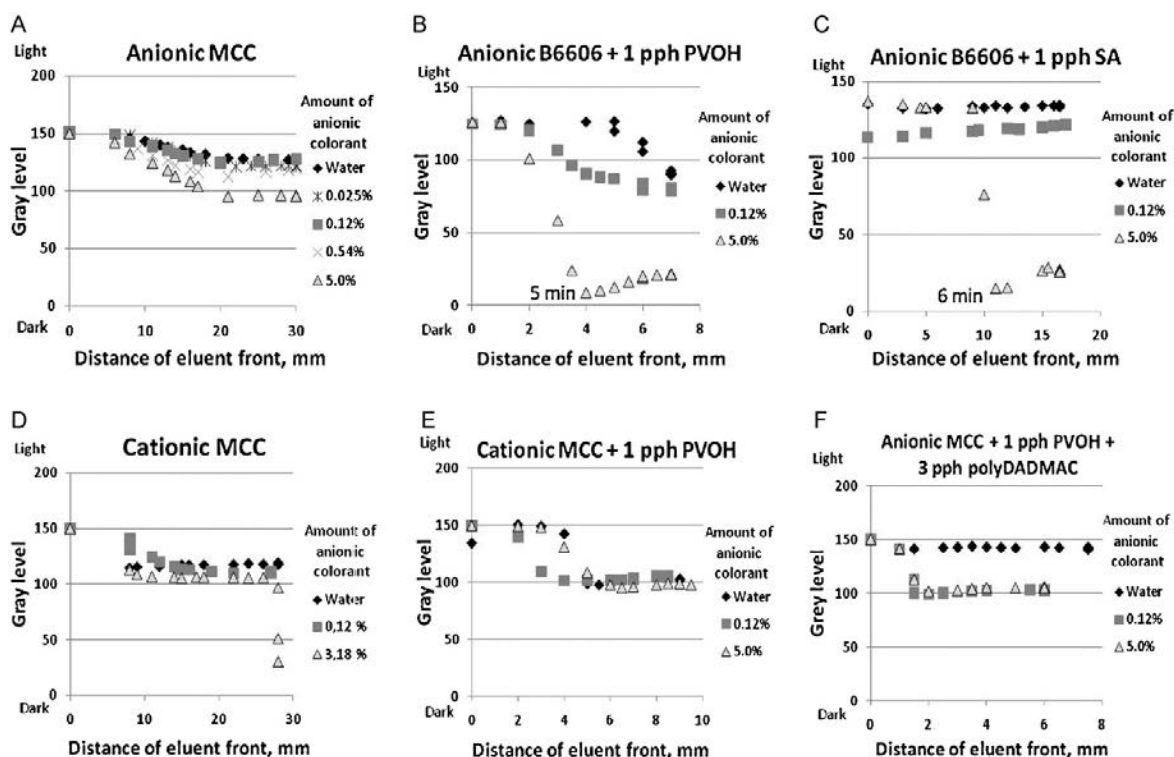 A
Anionic MCC
Light
200
150
100
50
0
Dark
Gray level
0 10 20 30
Distance of eluent front, mm
Amount of
anionic
colorant
Water
0.025%
0.12%
0.54%
5.0%
B
Anionic B6606 + 1 pph PVOH
Light
150
100
50
0
Dark
Gray level
5 min
0 2 4 6 8
Distance of eluent front, mm
Amount of
anionic
colorant
Water
0.12%
5.0%
C
Anionic B6606 + 1 pph SA
Light
150
100
50
0
Dark
Gray level
6 min
0 5 10 15 20
Distance of eluent front, mm
Amount of
anionic
colorant
Water
0.12%
5.0%
D
Cationic MCC
Light
200
150
100
50
0
Dark
Gray level
0 10 20 30
Distance of eluent front, mm
Amount of
anionic
colorant
Water
0,12 %
3,18 %
E
Cationic MCC + 1 pph PVOH
Light
200
150
100
50
0
Dark
Gray level
0 2 4 6 8 10
Distance of eluent front, mm
Amount of
anionic
colorant
Water
0.12%
5.0%
F
Anionic MCC + 1 pph PVOH +
3 pph polyDADMAC
Light
200
150
100
50
0
Dark
Grey level
0 2 4 6 8
Distance of eluent front, mm
Amount of
anionic
colorant
Water
0.12%
5.0%